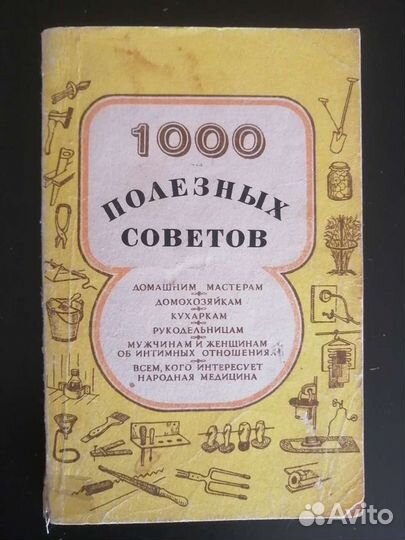 1000
ПОЛЕЗНЫХ
СОВЕТОВ
ДОМАШНИМ МАСТЕРАМ
ДОМОХОЗЯЙКАМ
КУХАРКАМ
РУКОДЕЛЬНИЦАМ
МУЖЧИНАМ И ЖЕНЩИНАМ
ОБ ИНТИМНЫХ ОТНОШЕНИЯХ
ВСЕМ, КОГО ИНТЕРЕСУЕТ
НАРОДНАЯ МЕДИЦИНА
Avito